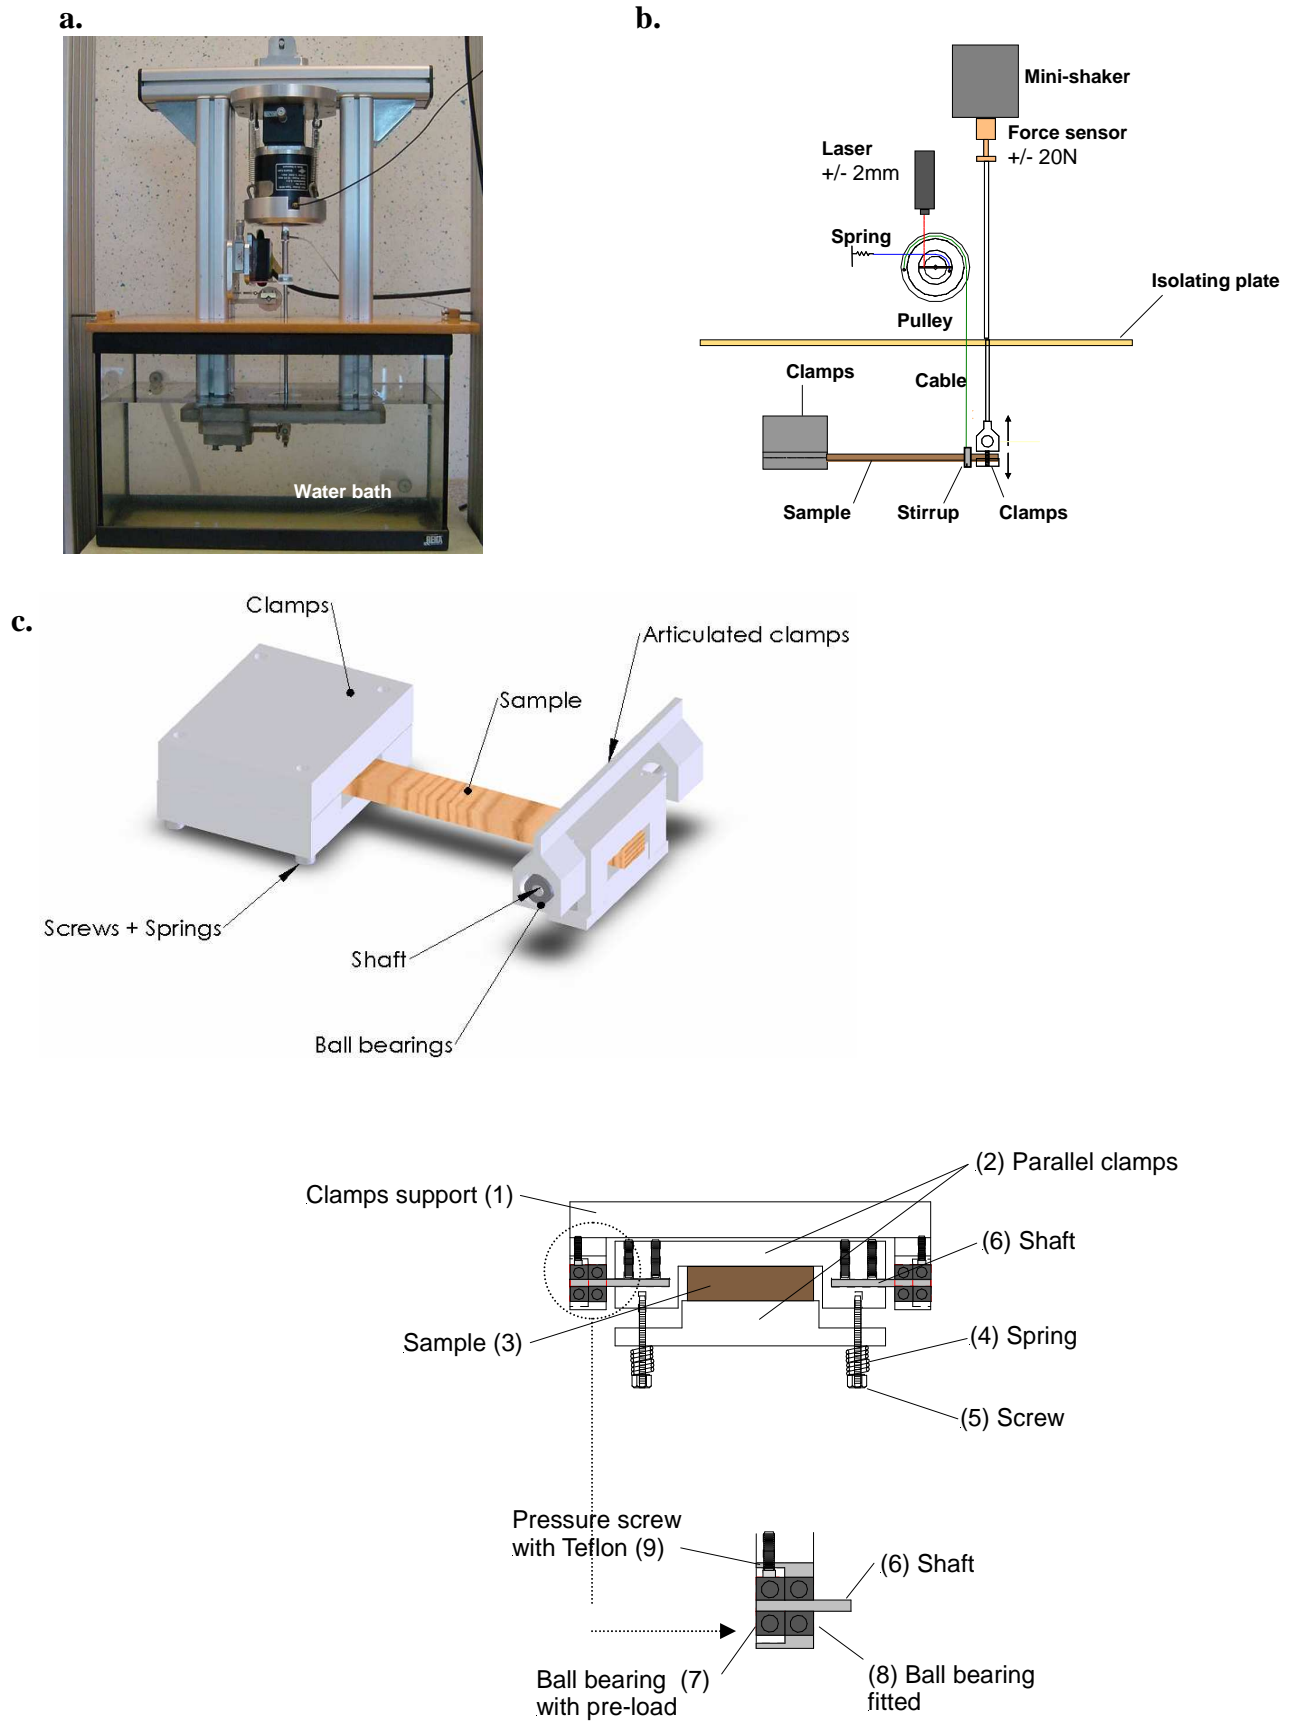 a.
b.
Water bath
Mini-shaker
Force sensor
+/- 20N
Laser
+/- 2mm
Spring
Isolating plate
Pulley
Clamps
Cable
Sample
Stirrup
Clamps
c.
Clamps
Articulated clamps
Sample
Screws + Springs
Shaft
Ball bearings
(2) Parallel clamps
Clamps support (1)
(6) Shaft
Sample (3)
(4) Spring
(5) Screw
Pressure screw
with Teflon (9)
(6) Shaft
Ball bearing (7)
with pre-load
(8) Ball bearing
fitted